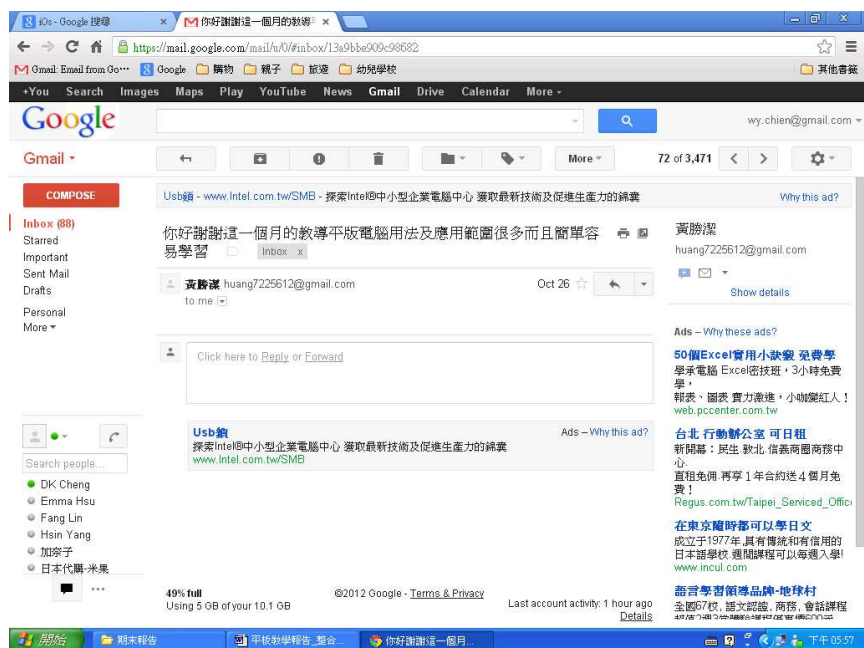 iOs - Google 搜尋
你好謝謝這一個月的教導
https://mail.google.com/mail/u/0/#inbox/13a9bbe909c98682
Gmail: Email from Go… Google 購物 親子 旅遊 幼兒學校 其他書籤
+You Search Images Maps Play YouTube News Gmail Drive Calendar More
Google wy.chien@gmail.com
Gmail More 72 of 3,471
COMPOSE
Inbox (88)
Starred
Important
Sent Mail
Drafts
Personal
More
Search people...
DK Cheng
Emma Hsu
Fang Lin
Hsin Yang
加奈子
日本代購-米果
Usb鎖 - www.Intel.com.tw/SMB - 探索Intel®中小型企業電腦中心 獲取最新技術及促進生產力的錦囊 Why this ad?
你好謝謝這一個月的教導平版電腦用法及應用範圍很多而且簡單容
易學習 Inbox x
黃勝潔 huang7225612@gmail.com Oct 26
to me
Click here to Reply or Forward
Usb鎖 Ads – Why this ad?
探索Intel®中小型企業電腦中心 獲取最新技術及促進生產力的錦囊
www.Intel.com.tw/SMB
49% full
Using 5 GB of your 10.1 GB
©2012 Google - Terms & Privacy
Last account activity: 1 hour ago
Details
黃勝潔
huang7225612@gmail.com
Show details
Ads – Why these ads?
50個Excel實用小訣竅 免費學
學承電腦 Excel密技班，3小時免費
學，
報表、圖表 實力激進，小咖變紅人！
web.pccenter.com.tw
台北 行動辦公室 可日租
新開幕：民生.敦北.信義商圈商務中
心.
直租免佣.再享１年合約送４個月免
費！
Regus.com.tw/Taipei_Serviced_Offic
在東京隨時都可以學日文
成立于1977年,具有傳統和有信用的
日本語學校.週間課程可以每週入學!
www.incul.com
語言學習領導品牌-地球村
全國67校, 語文認證, 商務, 會話課程
開始 期末報告 平板教學報告_整合... 你好謝謝這一個月... 下午 05:57